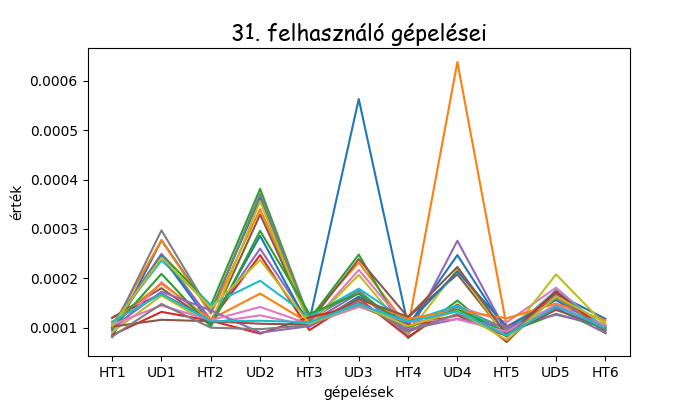 31. felhasználó gépelései
0.0006
0.0005
0.0004
0.0003
0.0002
0.0001
érték
HT1 UD1 HT2 UD2 HT3 UD3 HT4 UD4 HT5 UD5 HT6
gépelések